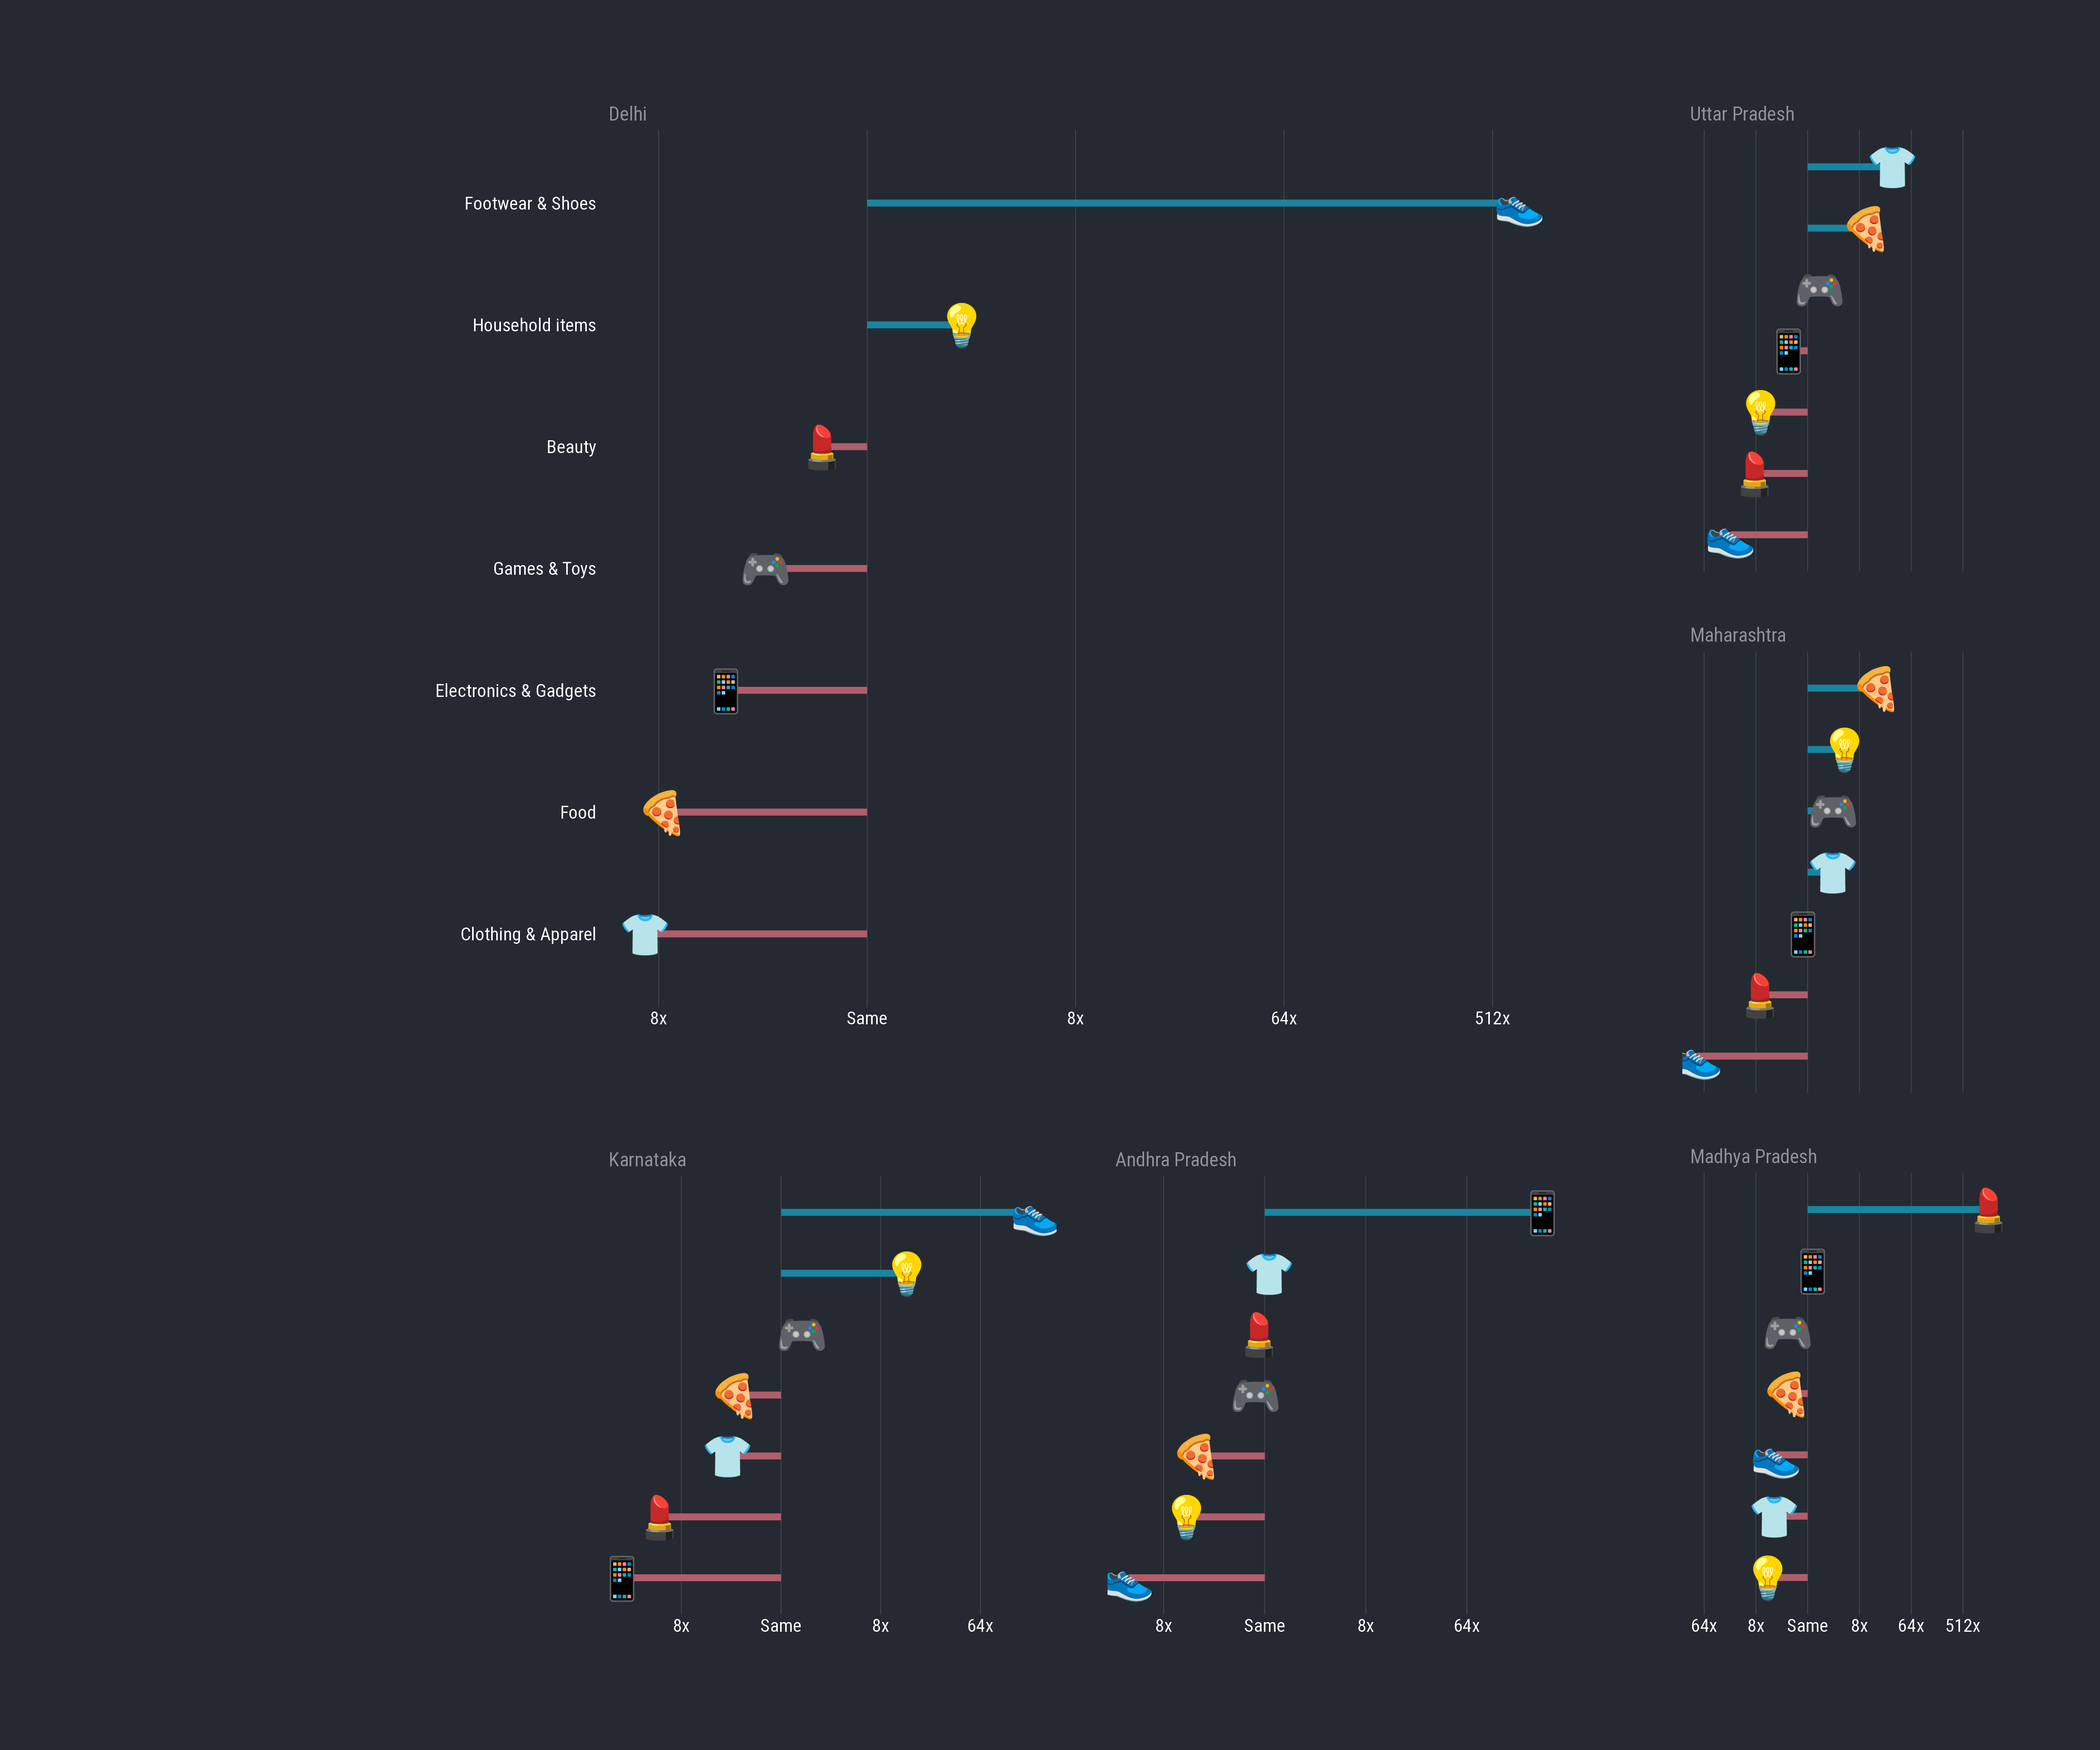 Delhi
Footwear & Shoes
Household items
Beauty
Games & Toys
Electronics & Gadgets
Food
Clothing & Apparel
8x Same 8x 64x 512x
Uttar Pradesh
Maharashtra
Karnataka
8x Same 8x 64x
Andhra Pradesh
8x Same 8x 64x
Madhya Pradesh
64x 8x Same 8x 64x 512x